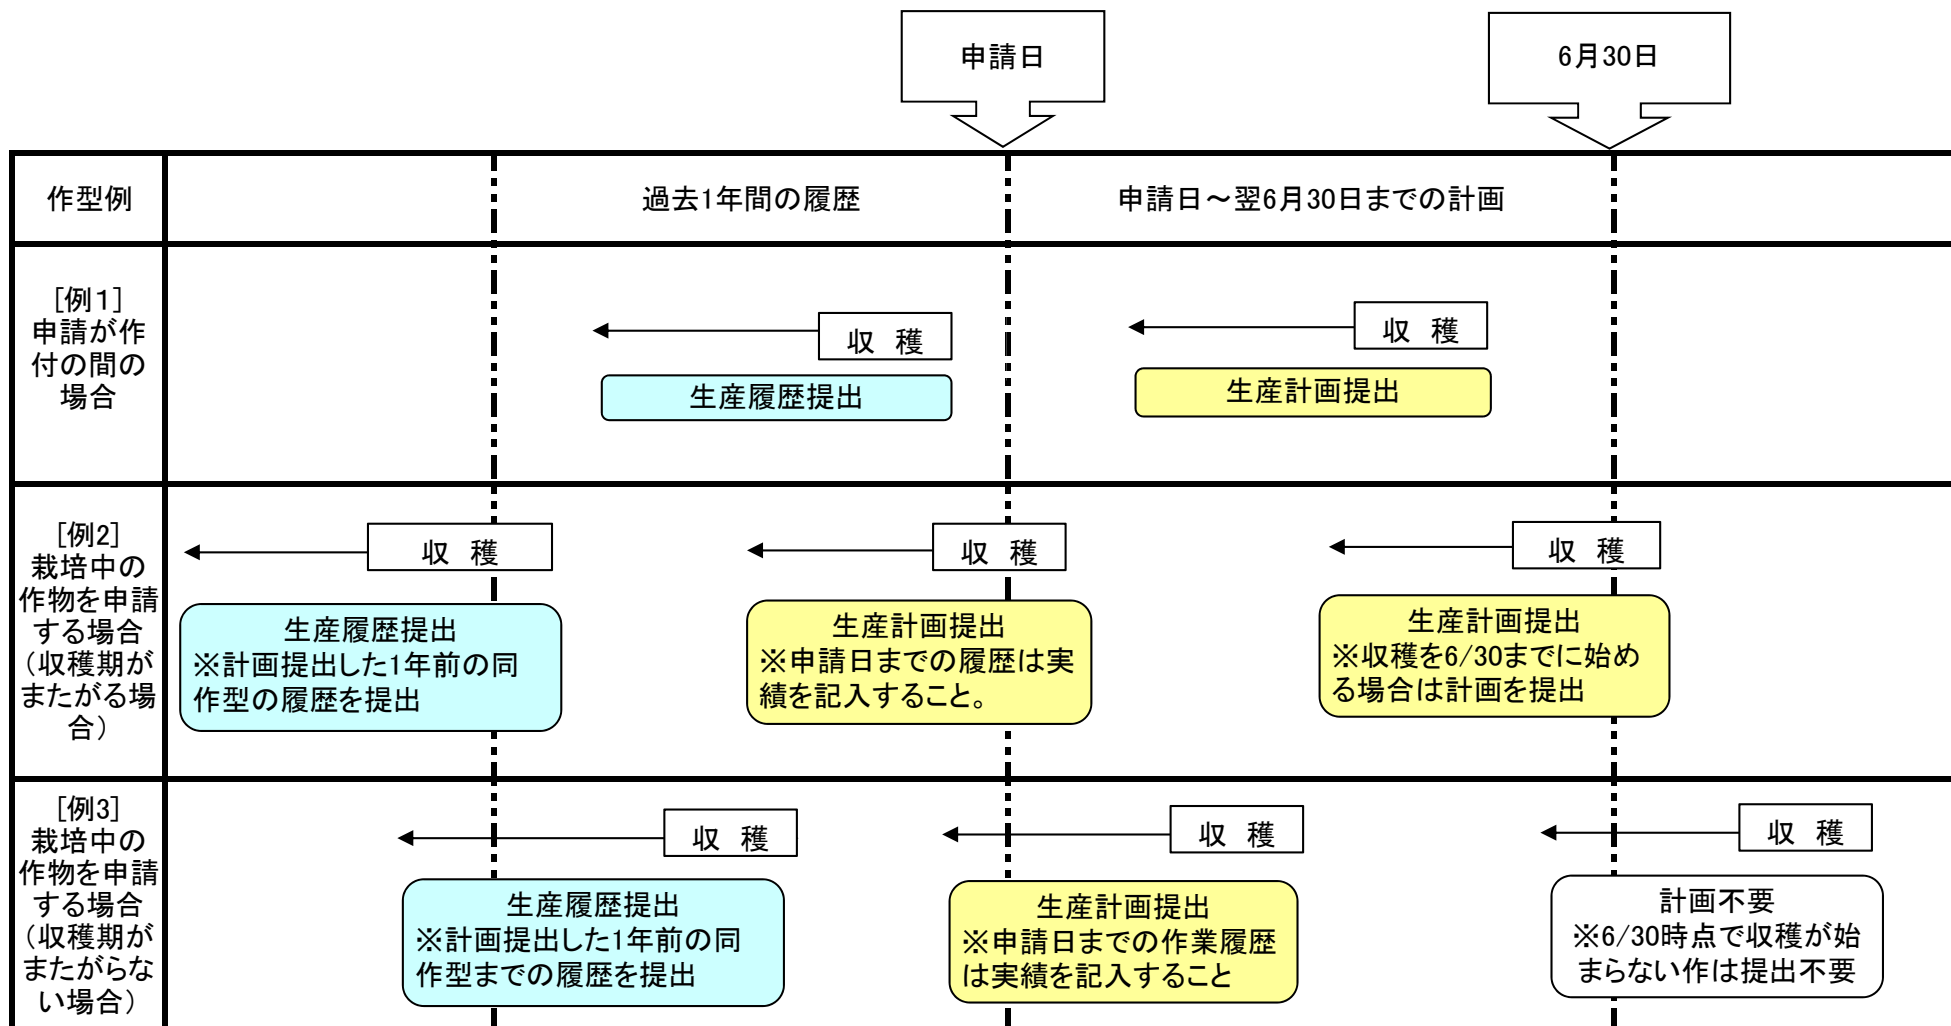 申請日
6月30日
作型例
過去1年間の履歴
申請日～翌6月30日までの計画
［例１］
申請が作
付の間の
場合
収　穫
生産履歴提出
収　穫
生産計画提出
［例2］
栽培中の
作物を申請
する場合
（収穫期が
またがる場
合）
収　穫
生産履歴提出
※計画提出した1年前の同
作型の履歴を提出
収　穫
生産計画提出
※申請日までの履歴は実
績を記入すること。
収　穫
生産計画提出
※収穫を6/30までに始め
る場合は計画を提出
［例3］
栽培中の
作物を申請
する場合
（収穫期が
またがらな
い場合）
収　穫
生産履歴提出
※計画提出した1年前の同
作型までの履歴を提出
収　穫
生産計画提出
※申請日までの作業履歴
は実績を記入すること
収　穫
計画不要
※6/30時点で収穫が始
まらない作は提出不要